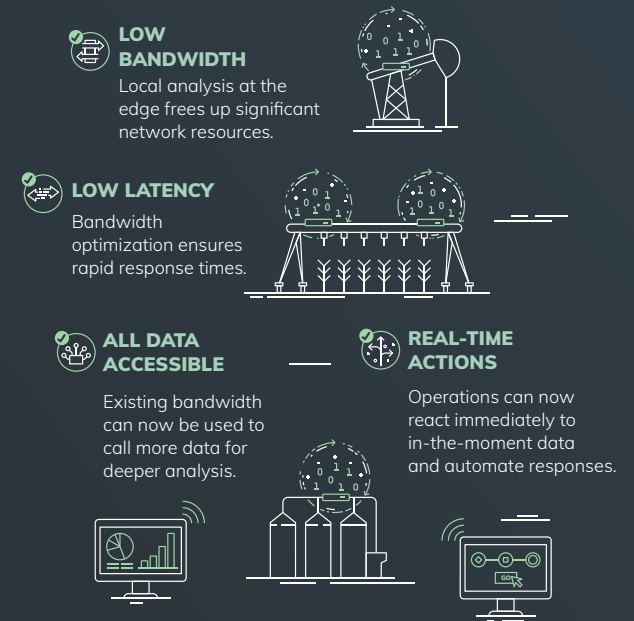 LOW
BANDWIDTH
Local analysis at the
edge frees up significant
network resources.
LOW LATENCY
Bandwidth
optimization ensures
rapid response times.
ALL DATA
ACCESSIBLE
Existing bandwidth
can now be used to
call more data for
deeper analysis.
REAL-TIME
ACTIONS
Operations can now
react immediately to
in-the-moment data
and automate responses.
GO